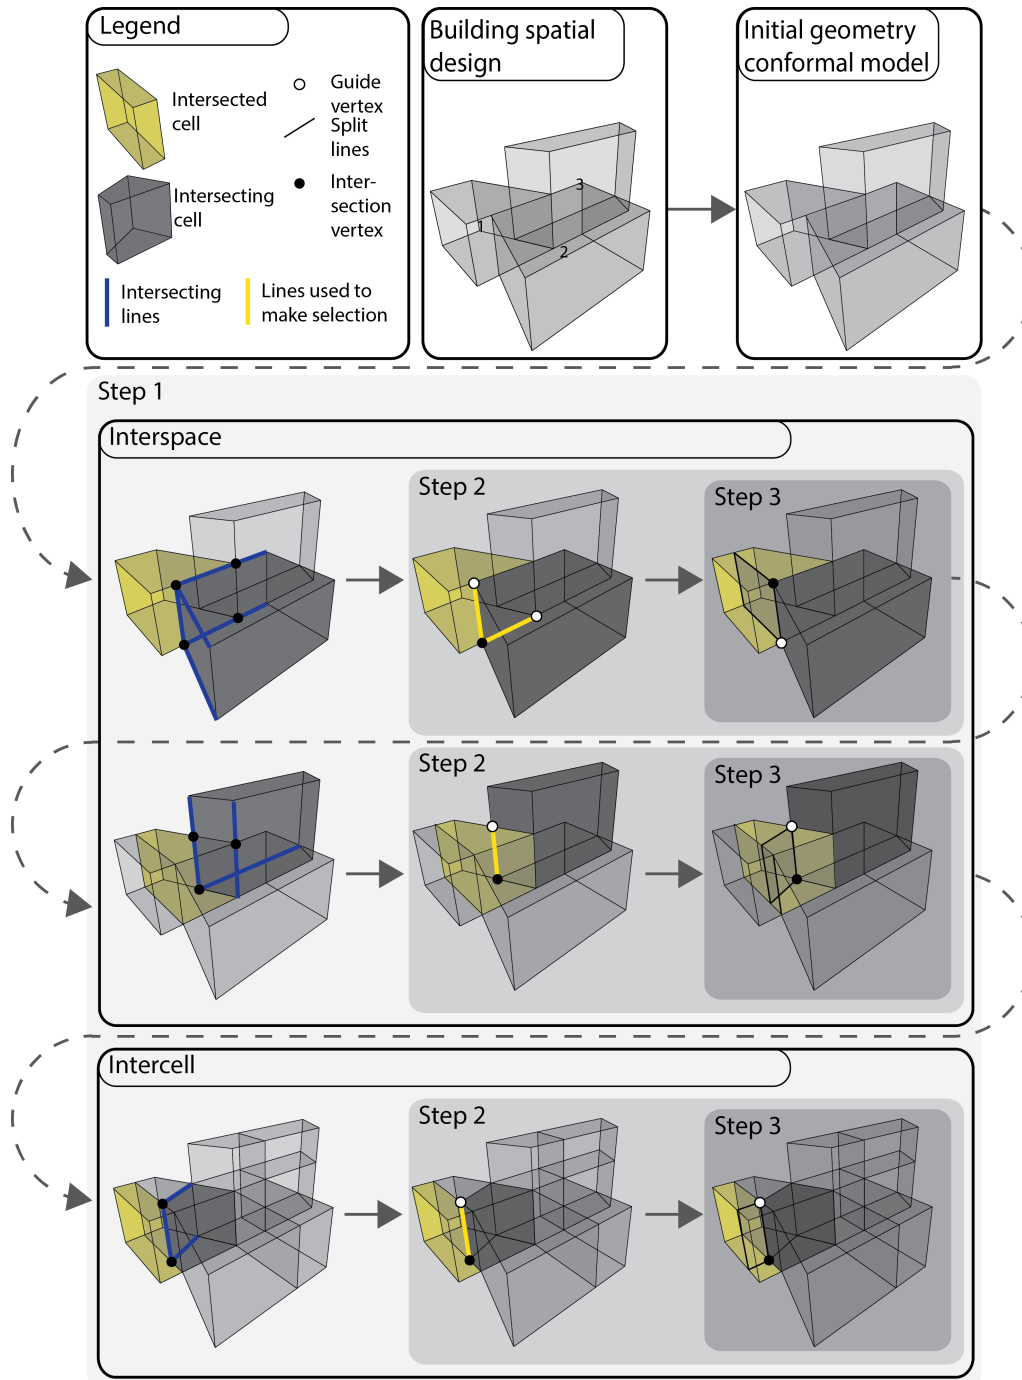 Legend
Intersected
cell
Guide
vertex
Split
lines
Intersecting
cell
Inter-
section
vertex
Intersecting
lines
Lines used to
make selection
Building spatial
design
3
1
2
Initial geometry
conformal model
Step 1
Interspace
Step 2
Step 3
Step 2
Step 3
Intercell
Step 2
Step 3